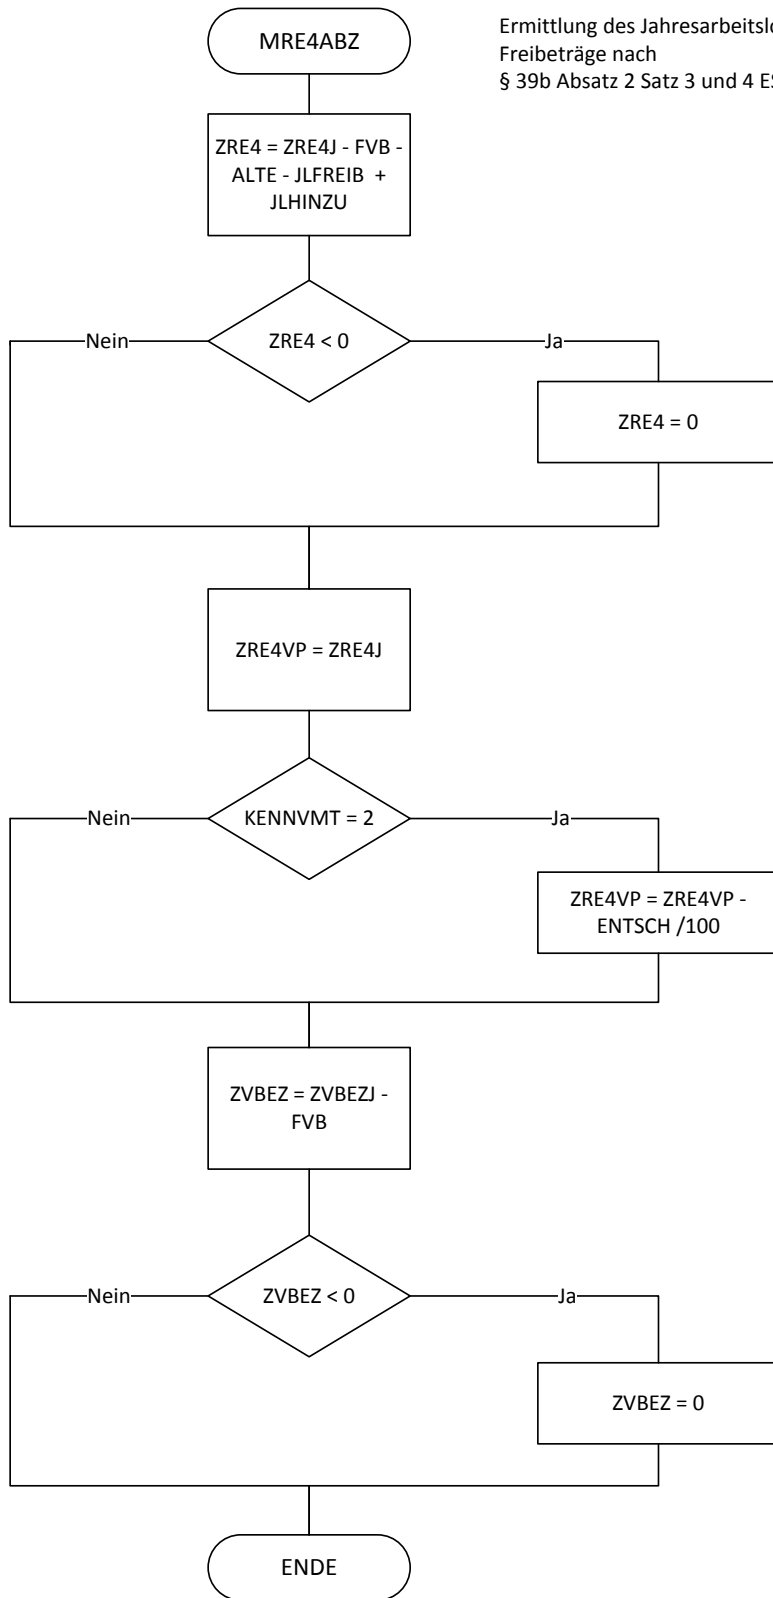 MRE4ABZ
Freibeträge nach
§ 39b Absatz 2 Satz 3 und 4
Ermittlung des
ZRE4 = ZRE4J - FVB -
ALTE - JLFREIB +
JLHINZU
Nein
ZRE4 < 0
Ja
ZRE4 = 0
ZRE4VP = ZRE4J
Nein
KENNVMT = 2
Ja
ZRE4VP = ZRE4VP -
ENTSCH /100
ZVBEZ = ZVBEZJ -
FVB
Nein
ZVBEZ < 0
Ja
ZVBEZ = 0
ENDE